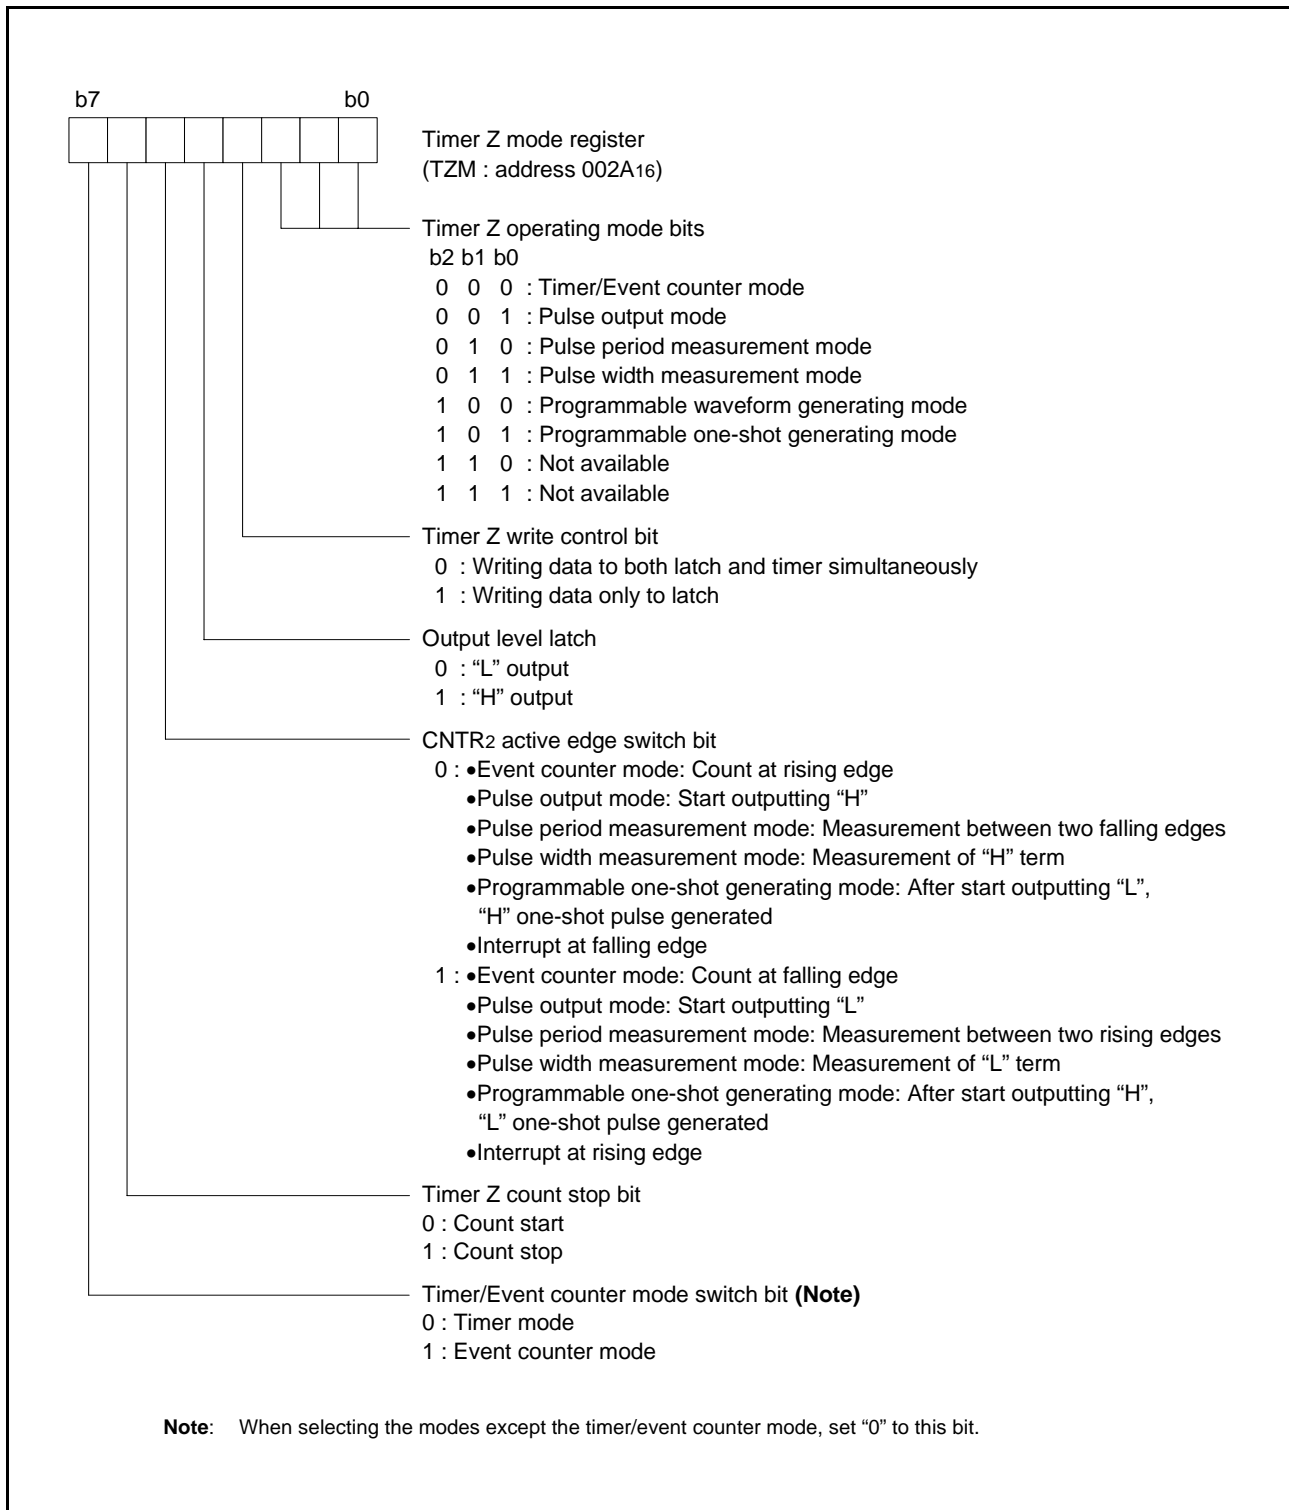 b7 b0
Timer Z mode register
(TZM : address 002A16)
Timer Z operating mode bits
b2 b1 b0
0 0 0 : Timer/Event counter mode
0 0 1 : Pulse output mode
0 1 0 : Pulse period measurement mode
0 1 1 : Pulse width measurement mode
1 0 0 : Programmable waveform generating mode
1 0 1 : Programmable one-shot generating mode
1 1 0 : Not available
1 1 1 : Not available
Timer Z write control bit
0 : Writing data to both latch and timer simultaneously
1 : Writing data only to latch
Output level latch
0 : “L” output
1 : “H” output
CNTR2 active edge switch bit
0 : •Event counter mode: Count at rising edge
•Pulse output mode: Start outputting “H”
•Pulse period measurement mode: Measurement between two falling edges
•Pulse width measurement mode: Measurement of “H” term
•Programmable one-shot generating mode: After start outputting “L”,
“H” one-shot pulse generated
•Interrupt at falling edge
1 : •Event counter mode: Count at falling edge
•Pulse output mode: Start outputting “L”
•Pulse period measurement mode: Measurement between two rising edges
•Pulse width measurement mode: Measurement of “L” term
•Programmable one-shot generating mode: After start outputting “H”,
“L” one-shot pulse generated
•Interrupt at rising edge
Timer Z count stop bit
0 : Count start
1 : Count stop
Timer/Event counter mode switch bit (Note)
0 : Timer mode
1 : Event counter mode
Note: When selecting the modes except the timer/event counter mode, set “0” to this bit.